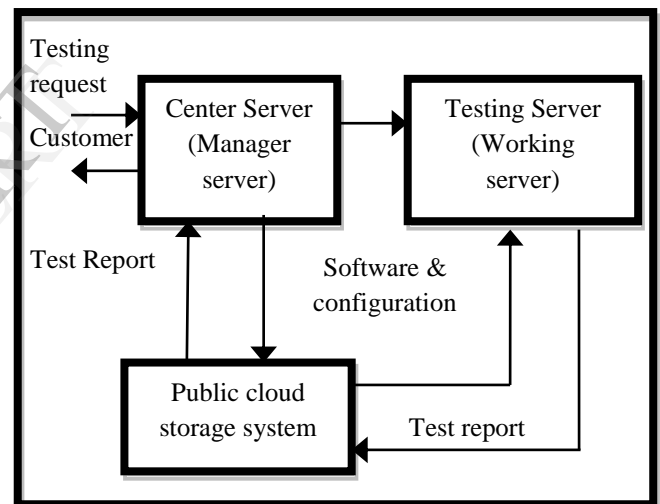 Testing
request
Customer
Center Server
(Manager
server)
Testing Server
(Working
server)
Test Report
Software &
configuration
Public cloud
storage system
Test report